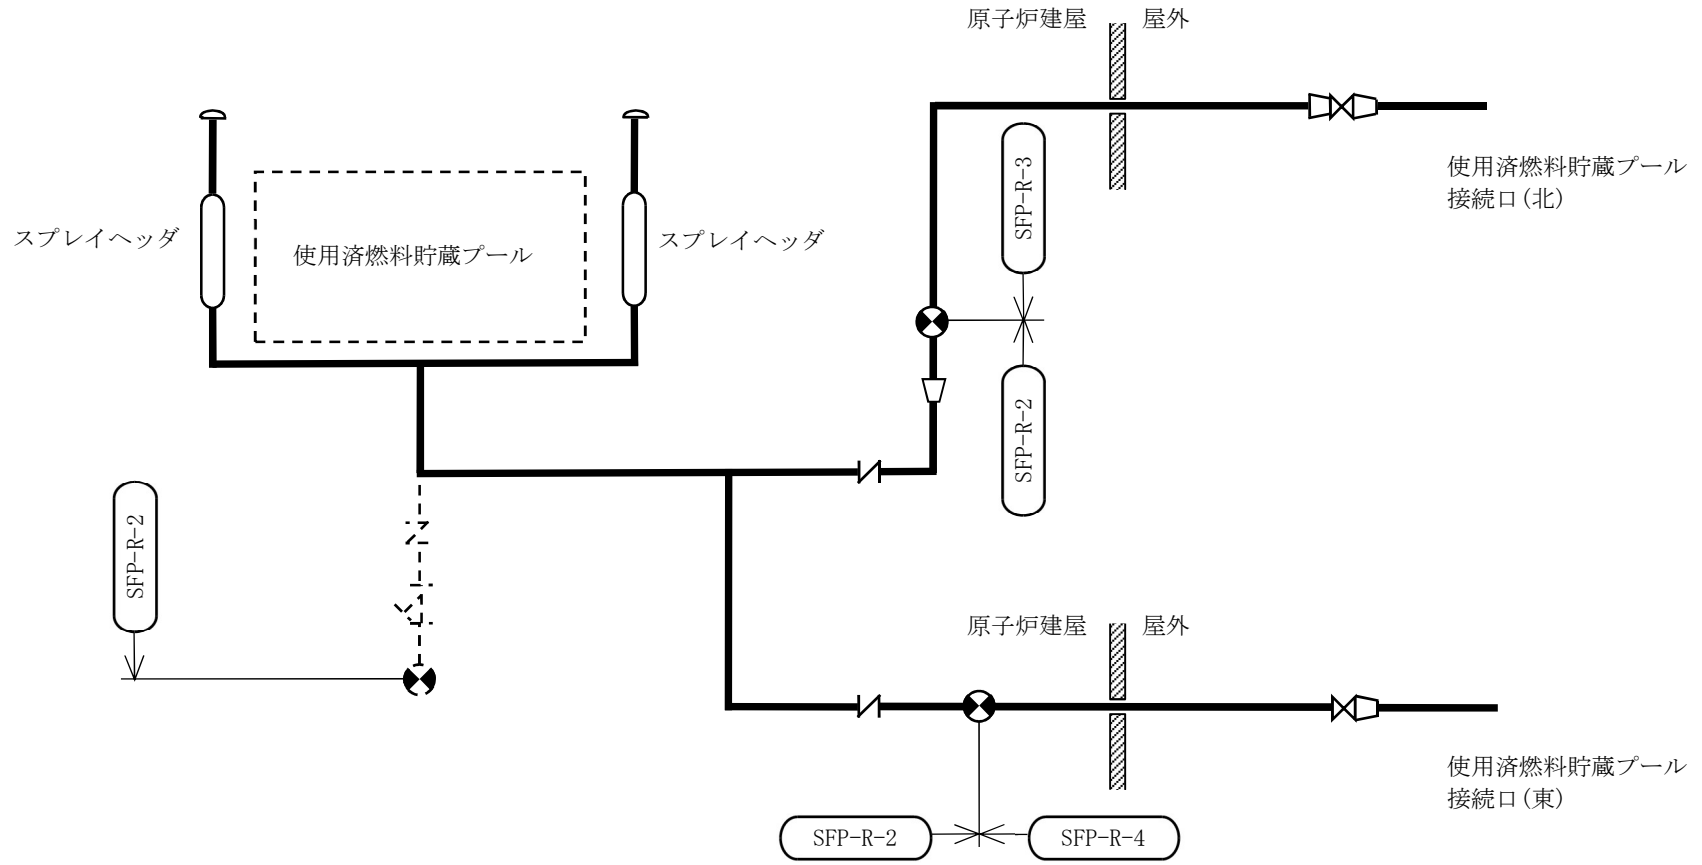 原子炉建屋
屋外
SFP-R-3
使用済燃料貯蔵プール
接続口(北)
スプレイヘッダ
使用済燃料貯蔵プール
スプレイヘッダ
SFP-R-2
SFP-R-2
原子炉建屋
屋外
使用済燃料貯蔵プール
接続口(東)
SFP-R-2
SFP-R-4